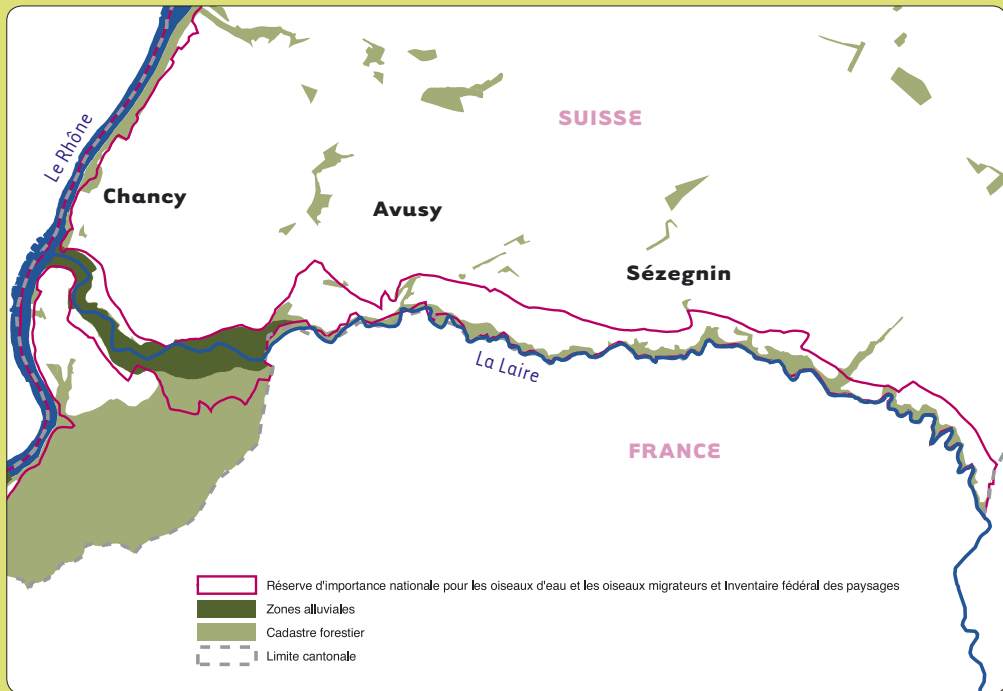 SUISSE
Le Rhône
Chancy
Avusy
Sézegnin
La Laire
FRANCE
Réserve d'importance nationale pour les oiseaux d'eau et les oiseaux migrateurs et Inventaire fédéral des paysages
Zones alluviales
Cadastre forestier
Limite cantonale